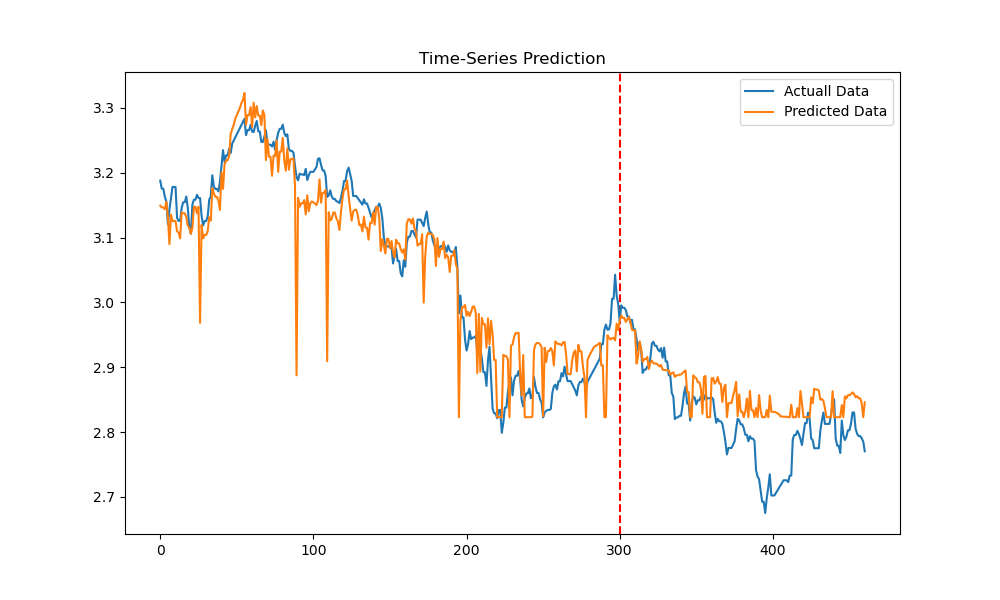 Time-Series Prediction
Actuall Data
Predicted Data
3.3
3.2
3.1
3.0
2.9
2.8
2.7
0 100 200 300 400